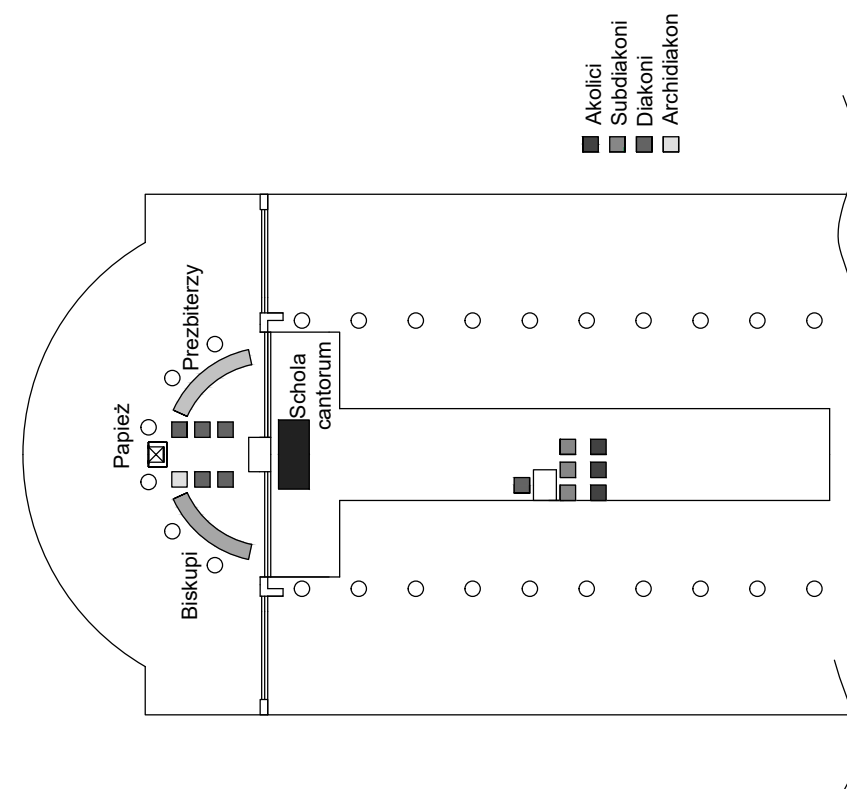 Akolici
Subdiakoni
Diakoni
Archidiakon
Papież
Prezbiterzy
Biskupi
Schola
cantorum